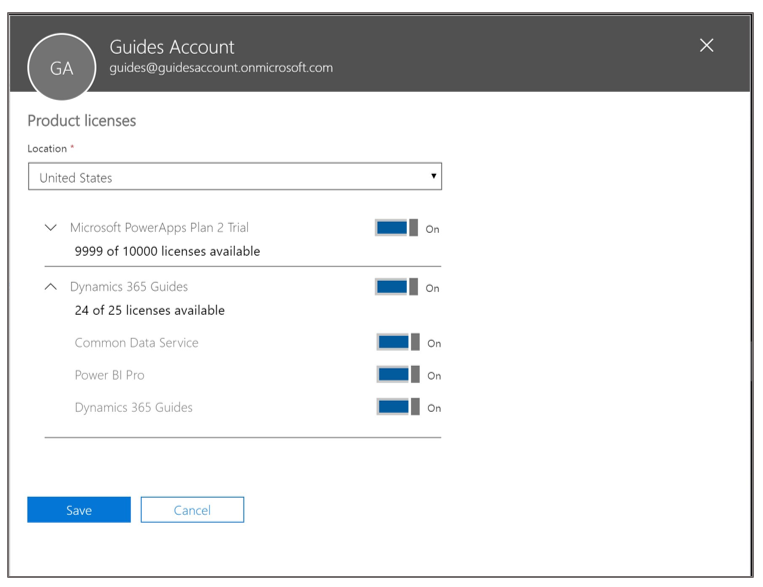 GA
Guides Account
guides@guidesaccount.onmicrosoft.com
Product licenses
Location *
United States
Microsoft PowerApps Plan 2 Trial
On
9999 of 10000 licenses available
Dynamics 365 Guides
On
24 of 25 licenses available
Common Data Service
On
Power BI Pro
On
Dynamics 365 Guides
On
Save
Cancel